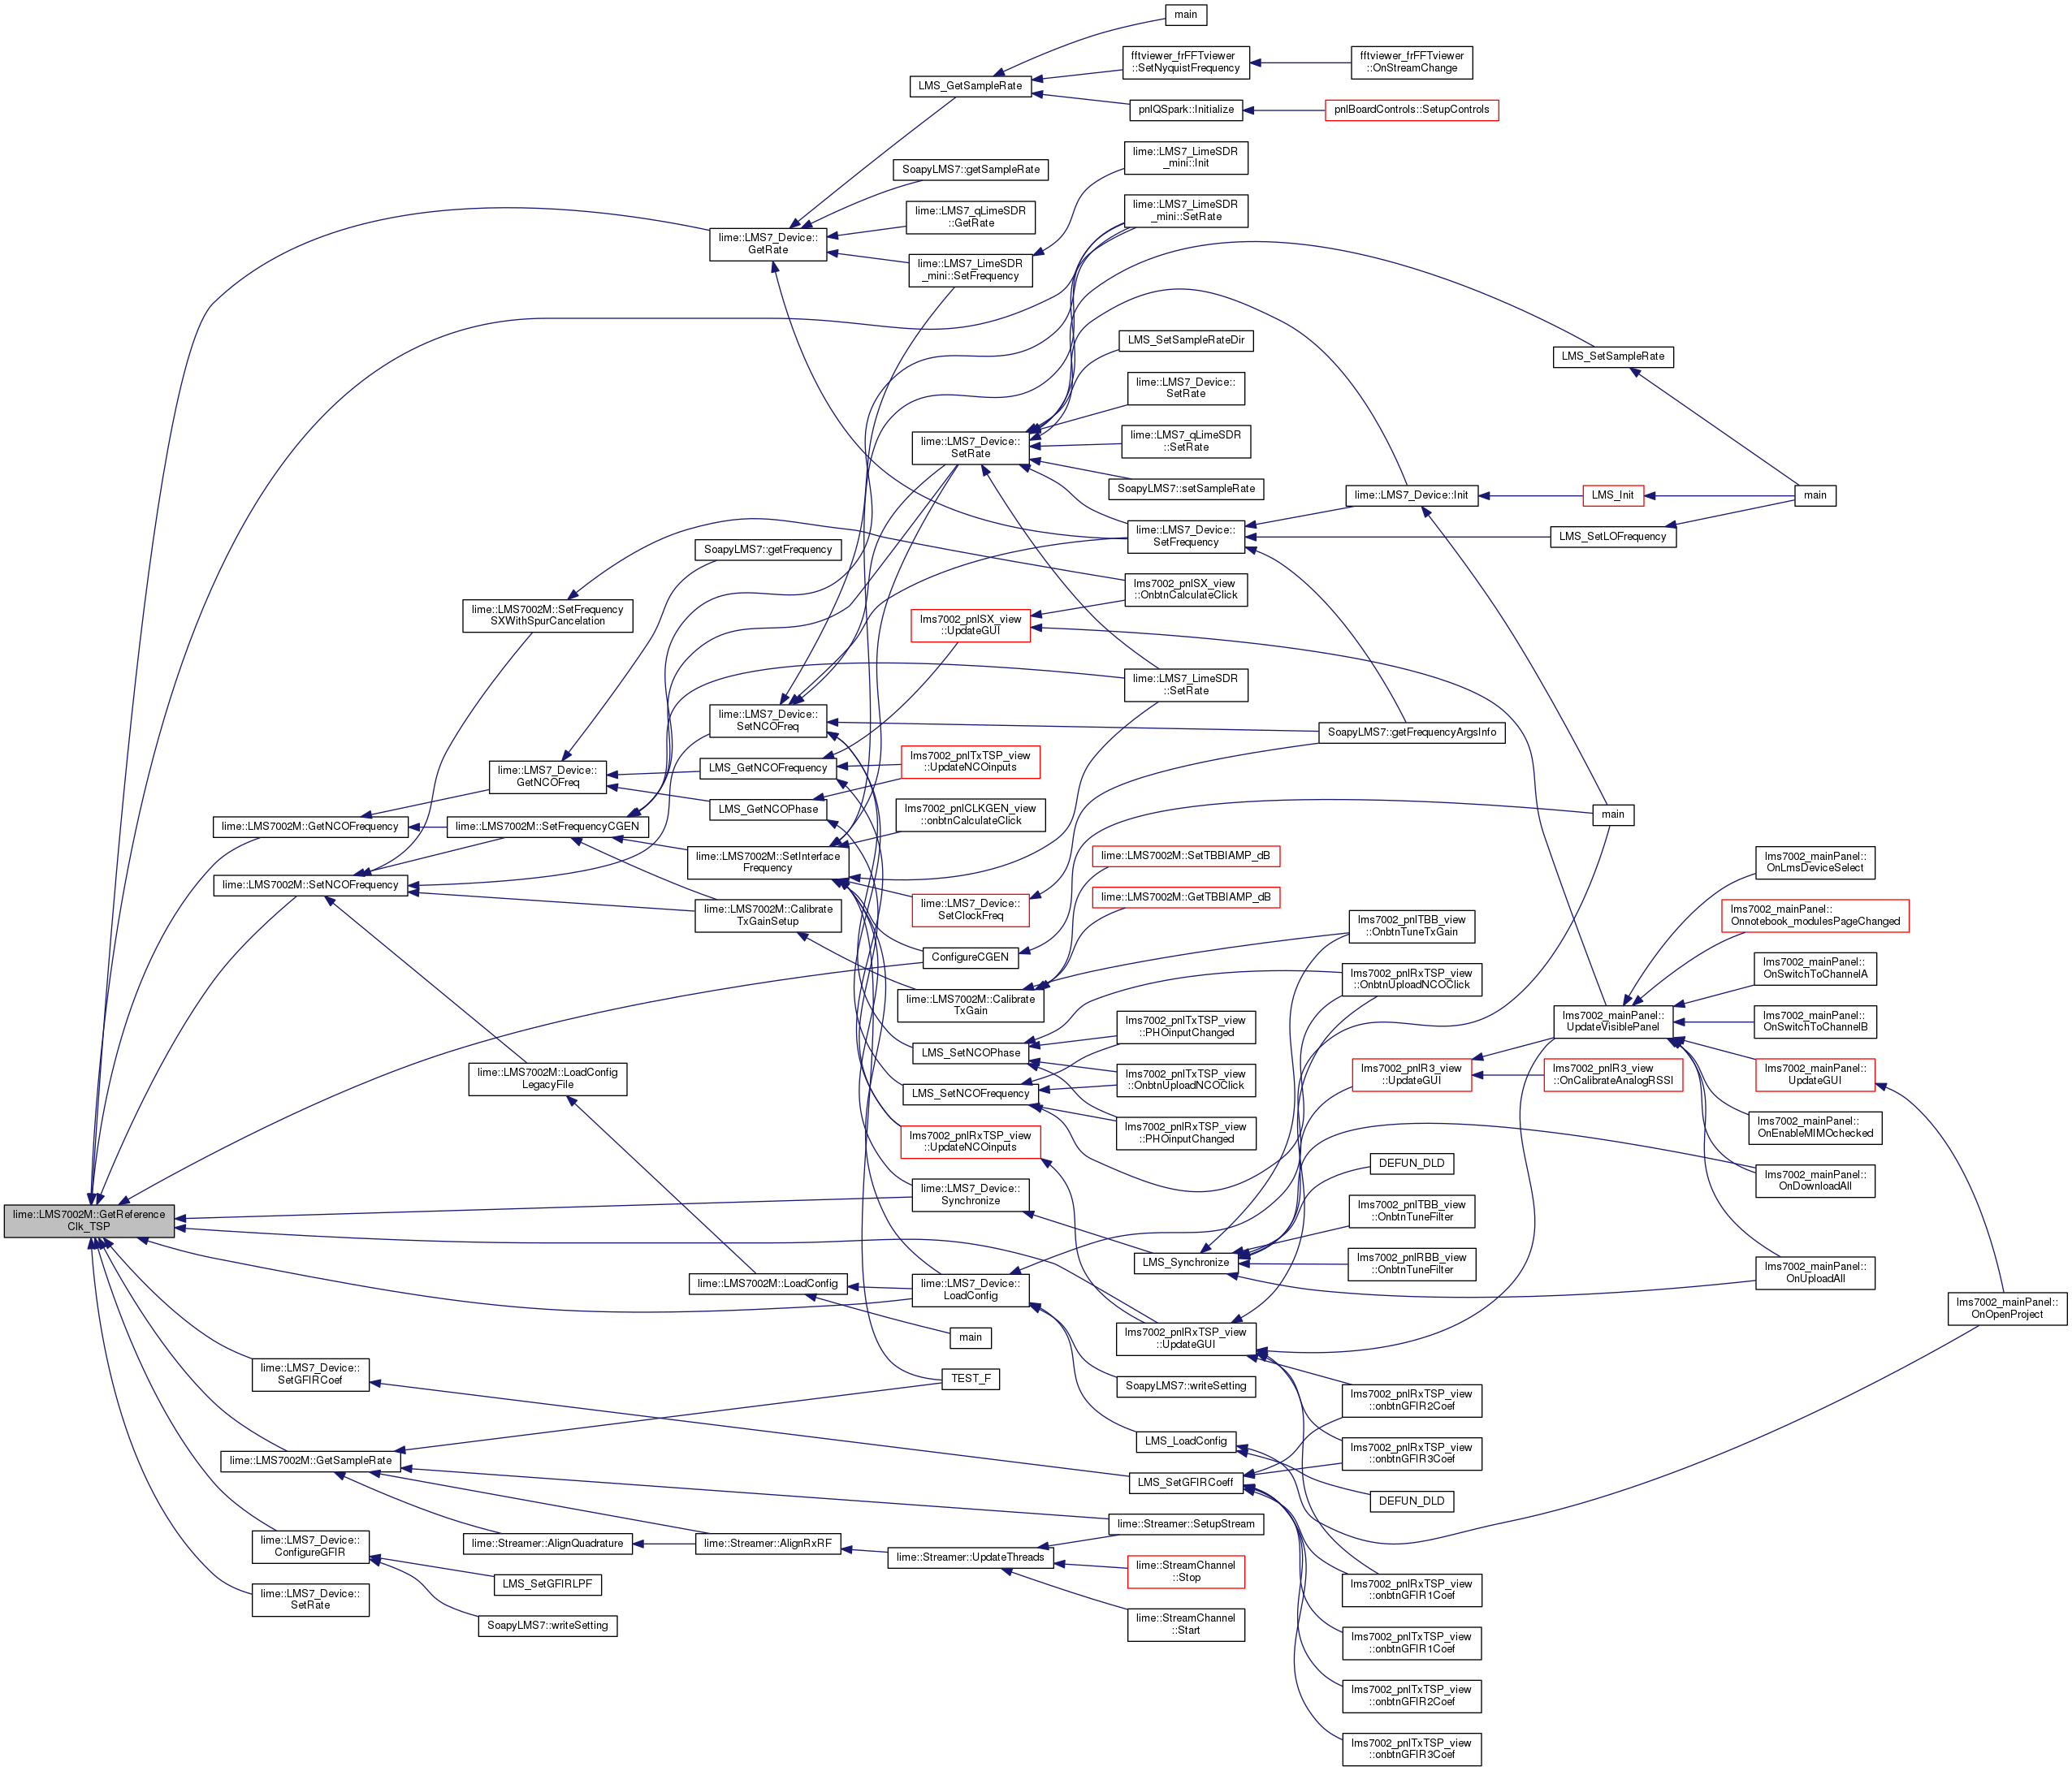 main
fftviewer_frFFTviewer
::SetNyquistFrequency
fftviewer_frFFTviewer
::OnStreamChange
LMS_GetSampleRate
pnlQSpark::Initialize
pnlBoardControls::SetupControls
lime::LMS7_LimeSDR
_mini::Init
SoapyLMS7::getSampleRate
lime::LMS7_qLimeSDR
::GetRate
lime::LMS7_LimeSDR
_mini::SetRate
lime::LMS7_Device::
GetRate
lime::LMS7_LimeSDR
_mini::SetFrequency
LMS_SetSampleRateDir
LMS_SetSampleRate
lime::LMS7_Device::
SetRate
lime::LMS7_Device::
SetRate
lime::LMS7_qLimeSDR
::SetRate
SoapyLMS7::setSampleRate
lime::LMS7_Device::Init
LMS_Init
main
lime::LMS7_Device::
SetFrequency
LMS_SetLOFrequency
SoapyLMS7::getFrequency
lime::LMS7002M::SetFrequency
SXWithSpurCancelation
lms7002_pnlSX_view
::OnbtnCalculateClick
lms7002_pnlSX_view
::UpdateGUI
lime::LMS7_LimeSDR
::SetRate
lime::LMS7_Device::
SetNCOFreq
SoapyLMS7::getFrequencyArgsInfo
lime::LMS7_Device::
GetNCOFreq
LMS_GetNCOFrequency
lms7002_pnlTxTSP_view
::UpdateNCOinputs
LMS_GetNCOPhase
lms7002_pnlCLKGEN_view
::onbtnCalculateClick
main
lime::LMS7002M::GetNCOFrequency
lime::LMS7002M::SetFrequencyCGEN
lime::LMS7002M::SetInterface
Frequency
lime::LMS7002M::SetTBBIAMP_dB
lms7002_mainPanel::
OnLmsDeviceSelect
lime::LMS7002M::SetNCOFrequency
lime::LMS7002M::Calibrate
TxGainSetup
lime::LMS7_Device::
SetClockFreq
lime::LMS7002M::GetTBBIAMP_dB
lms7002_mainPanel::
Onnotebook_modulesPageChanged
lms7002_pnlTBB_view
::OnbtnTuneTxGain
ConfigureCGEN
lms7002_mainPanel::
OnSwitchToChannelA
lime::LMS7002M::Calibrate
TxGain
lms7002_pnlRxTSP_view
::OnbtnUploadNCOClick
lms7002_mainPanel::
UpdateVisiblePanel
lms7002_mainPanel::
OnSwitchToChannelB
lms7002_pnlTxTSP_view
::PHOinputChanged
LMS_SetNCOPhase
lime::LMS7002M::LoadConfig
LegacyFile
lms7002_pnlTxTSP_view
::OnbtnUploadNCOClick
lms7002_pnlR3_view
::UpdateGUI
lms7002_pnlR3_view
::OnCalibrateAnalogRSSI
lms7002_mainPanel::
UpdateGUI
LMS_SetNCOFrequency
lms7002_pnlRxTSP_view
::PHOinputChanged
lms7002_mainPanel::
OnEnableMIMOchecked
lms7002_pnlRxTSP_view
::UpdateNCOinputs
DEFUN_DLD
lms7002_mainPanel::
OnDownloadAll
lime::LMS7_Device::
Synchronize
lime::LMS7002M::GetReference
Clk_TSP
lms7002_pnlTBB_view
::OnbtnTuneFilter
LMS_Synchronize
lms7002_pnlRBB_view
::OnbtnTuneFilter
lms7002_mainPanel::
OnUploadAll
lime::LMS7002M::LoadConfig
lime::LMS7_Device::
LoadConfig
lms7002_mainPanel::
OnOpenProject
main
lms7002_pnlRxTSP_view
::UpdateGUI
lime::LMS7_Device::
SetGFIRCoef
TEST_F
SoapyLMS7::writeSetting
lms7002_pnlRxTSP_view
::onbtnGFIR2Coef
LMS_LoadConfig
lms7002_pnlRxTSP_view
::onbtnGFIR3Coef
lime::LMS7002M::GetSampleRate
LMS_SetGFIRCoeff
DEFUN_DLD
lime::Streamer::SetupStream
lime::LMS7_Device::
ConfigureGFIR
lime::Streamer::AlignQuadrature
lime::Streamer::AlignRxRF
lime::Streamer::UpdateThreads
lime::StreamChannel
::Stop
LMS_SetGFIRLPF
lms7002_pnlRxTSP_view
::onbtnGFIR1Coef
lime::LMS7_Device::
SetRate
SoapyLMS7::writeSetting
lime::StreamChannel
::Start
lms7002_pnlTxTSP_view
::onbtnGFIR1Coef
lms7002_pnlTxTSP_view
::onbtnGFIR2Coef
lms7002_pnlTxTSP_view
::onbtnGFIR3Coef